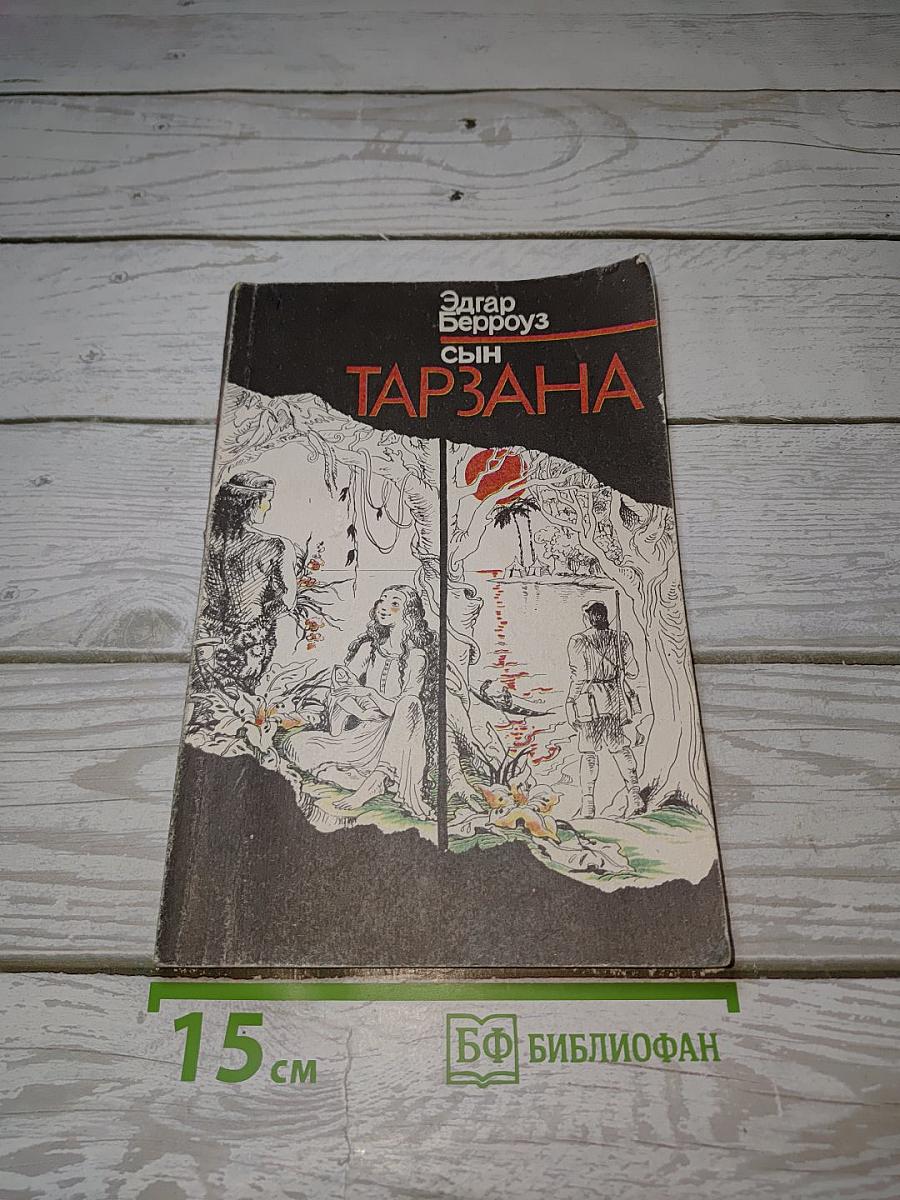 Эдгар
Берроуз
сын
ТАРЗАНА
15 см
БФ БИБЛИОФАН